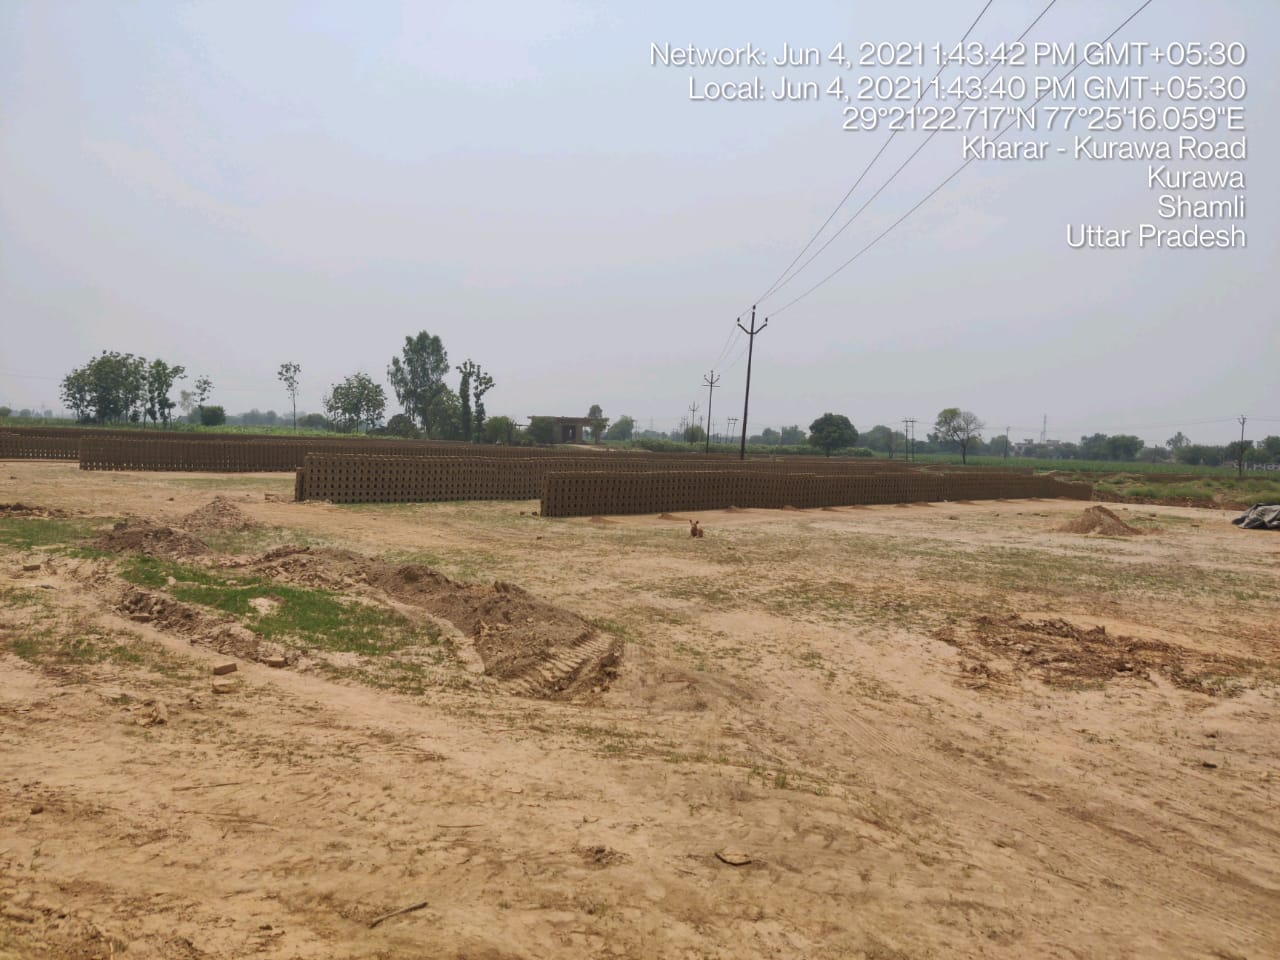 Network: Jun 4, 2021 1:43:42 PM GMT+05:30
Local: Jun 4, 2021 1:43:40 PM GMT+05:30
29°21'22.717"N 77°25'16.059"E
Kharar - Kurawa Road
Kurawa
Shamli
Uttar Pradesh